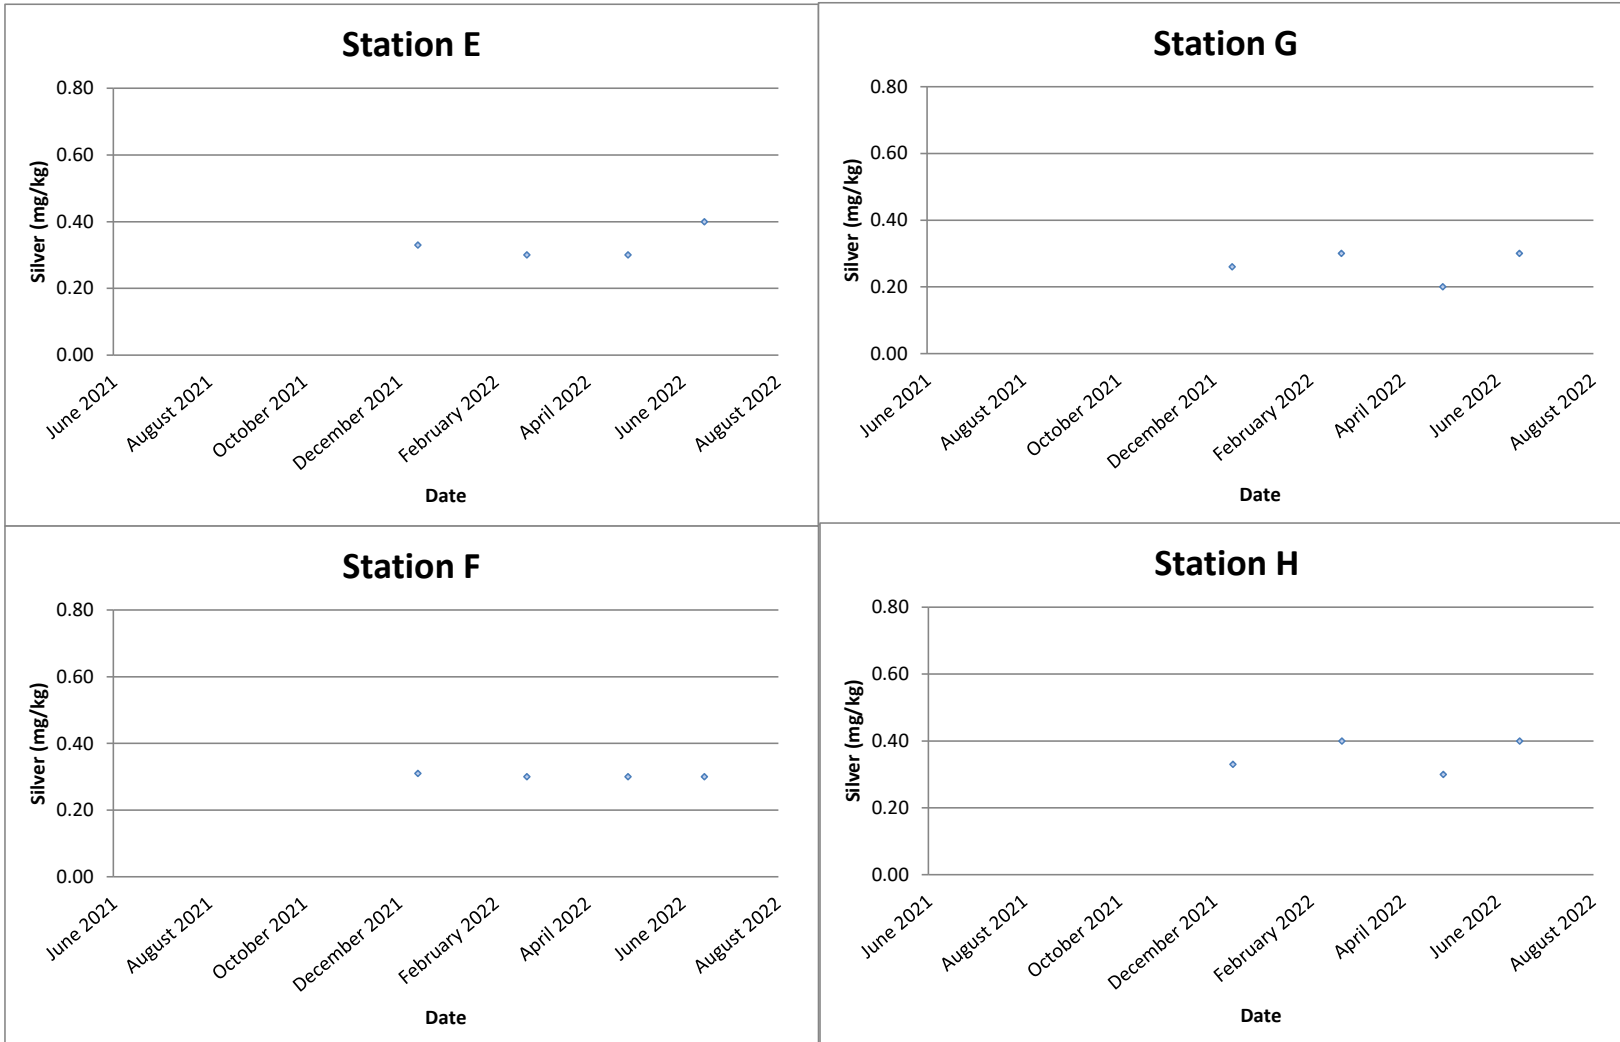 Station E
0.80
0.60
0.40
0.20
0.00
Silver (mg/kg)
June 2021
August 2021
October 2021
December 2021
February 2022
April 2022
June 2022
August 2022
Date
Station G
0.80
0.60
0.40
0.20
0.00
Silver (mg/kg)
June 2021
August 2021
October 2021
December 2021
February 2022
April 2022
June 2022
August 2022
Date
Station F
0.80
0.60
0.40
0.20
0.00
Silver (mg/kg)
June 2021
August 2021
October 2021
December 2021
February 2022
April 2022
June 2022
August 2022
Date
Station H
0.80
0.60
0.40
0.20
0.00
Silver (mg/kg)
June 2021
August 2021
October 2021
December 2021
February 2022
April 2022
June 2022
August 2022
Date